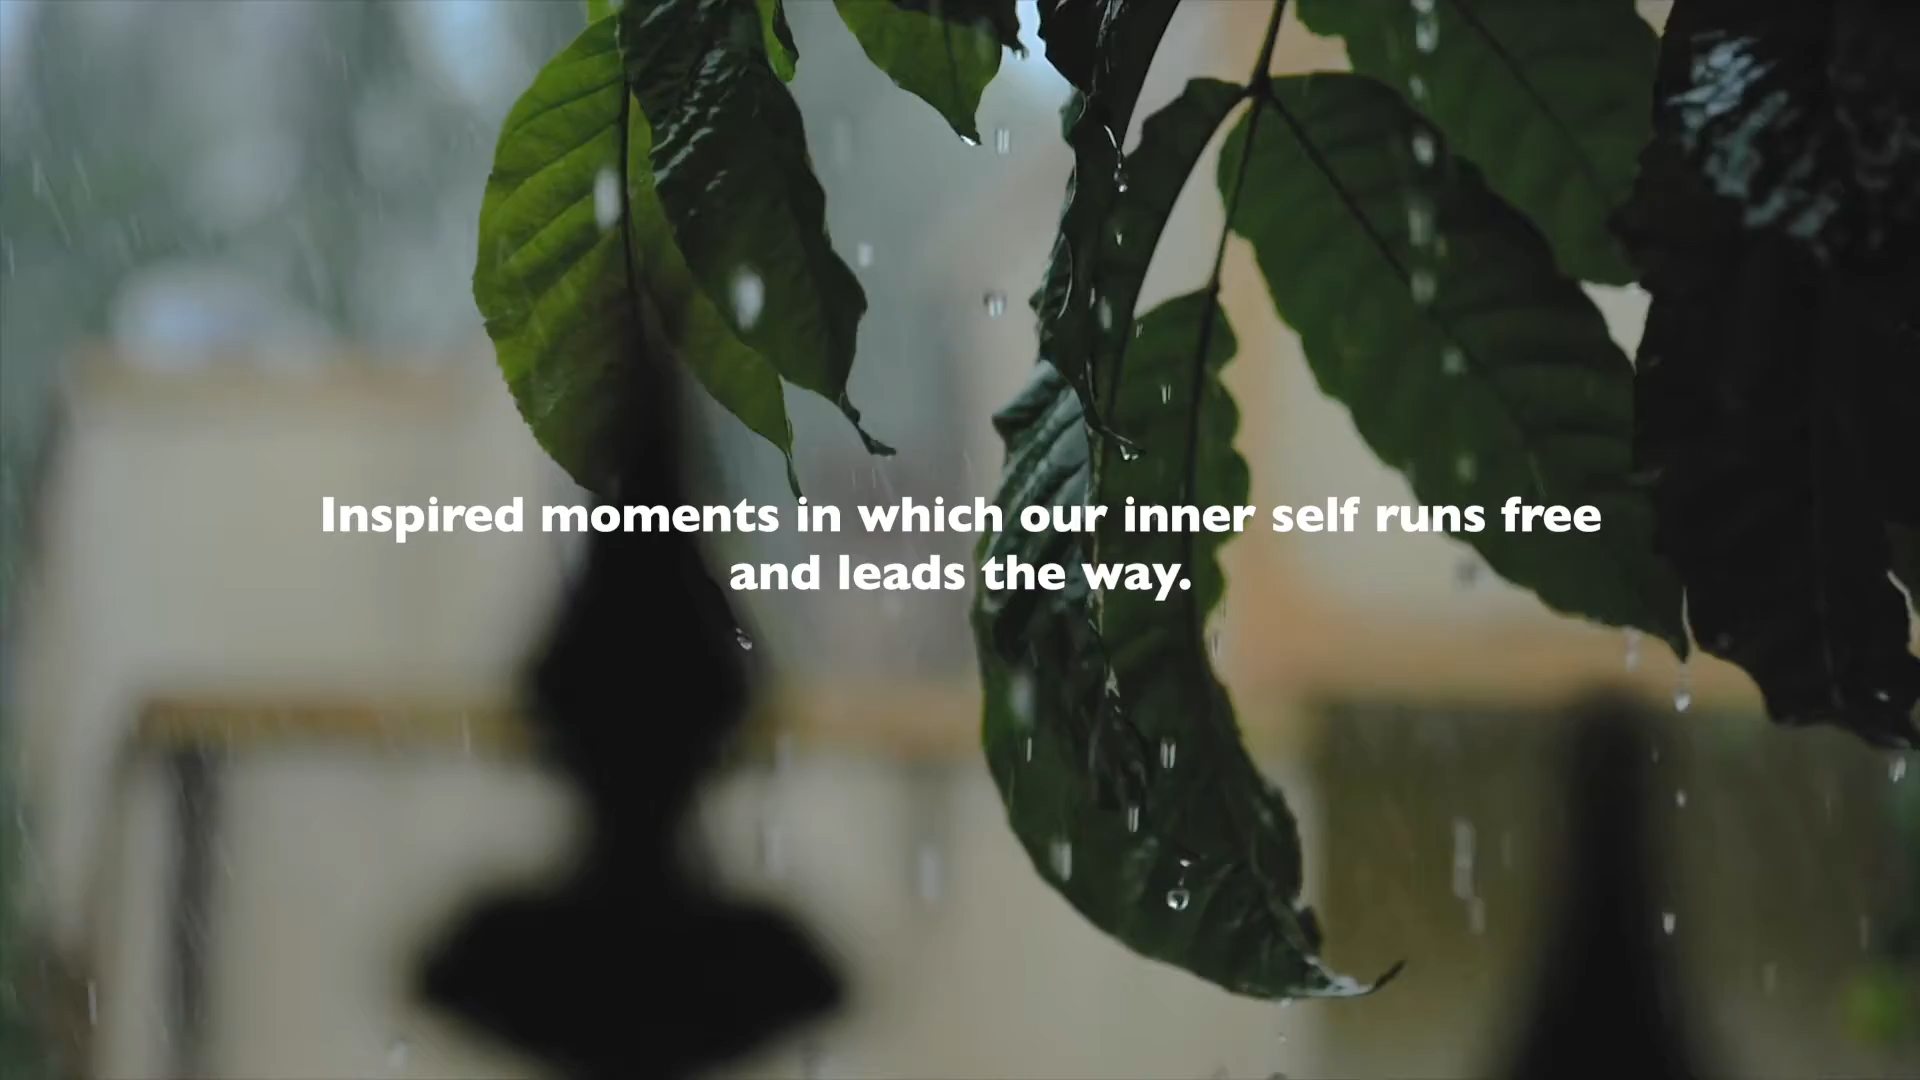 Inspired moments in which our inner self runs free
and leads the way.